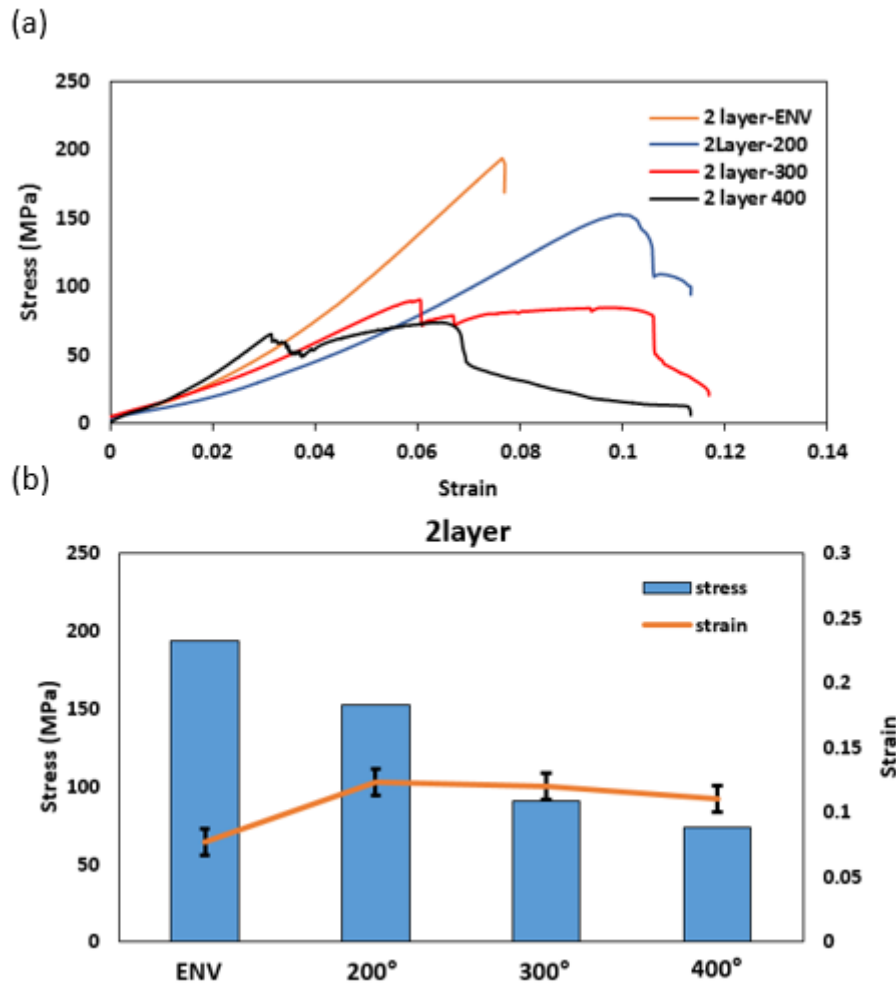 (a)
250
200
150
100
50
0
Stress (MPa)
2 layer-ENV
2Layer-200
2 layer-300
2 layer 400
0 0.02 0.04 0.06 0.08 0.1 0.12 0.14
Strain
(b)
2layer
250
200
150
100
50
0
Stress (MPa)
stress
strain
0.3
0.25
0.2
0.15
0.1
0.05
0
Strain
ENV 200° 300° 400°